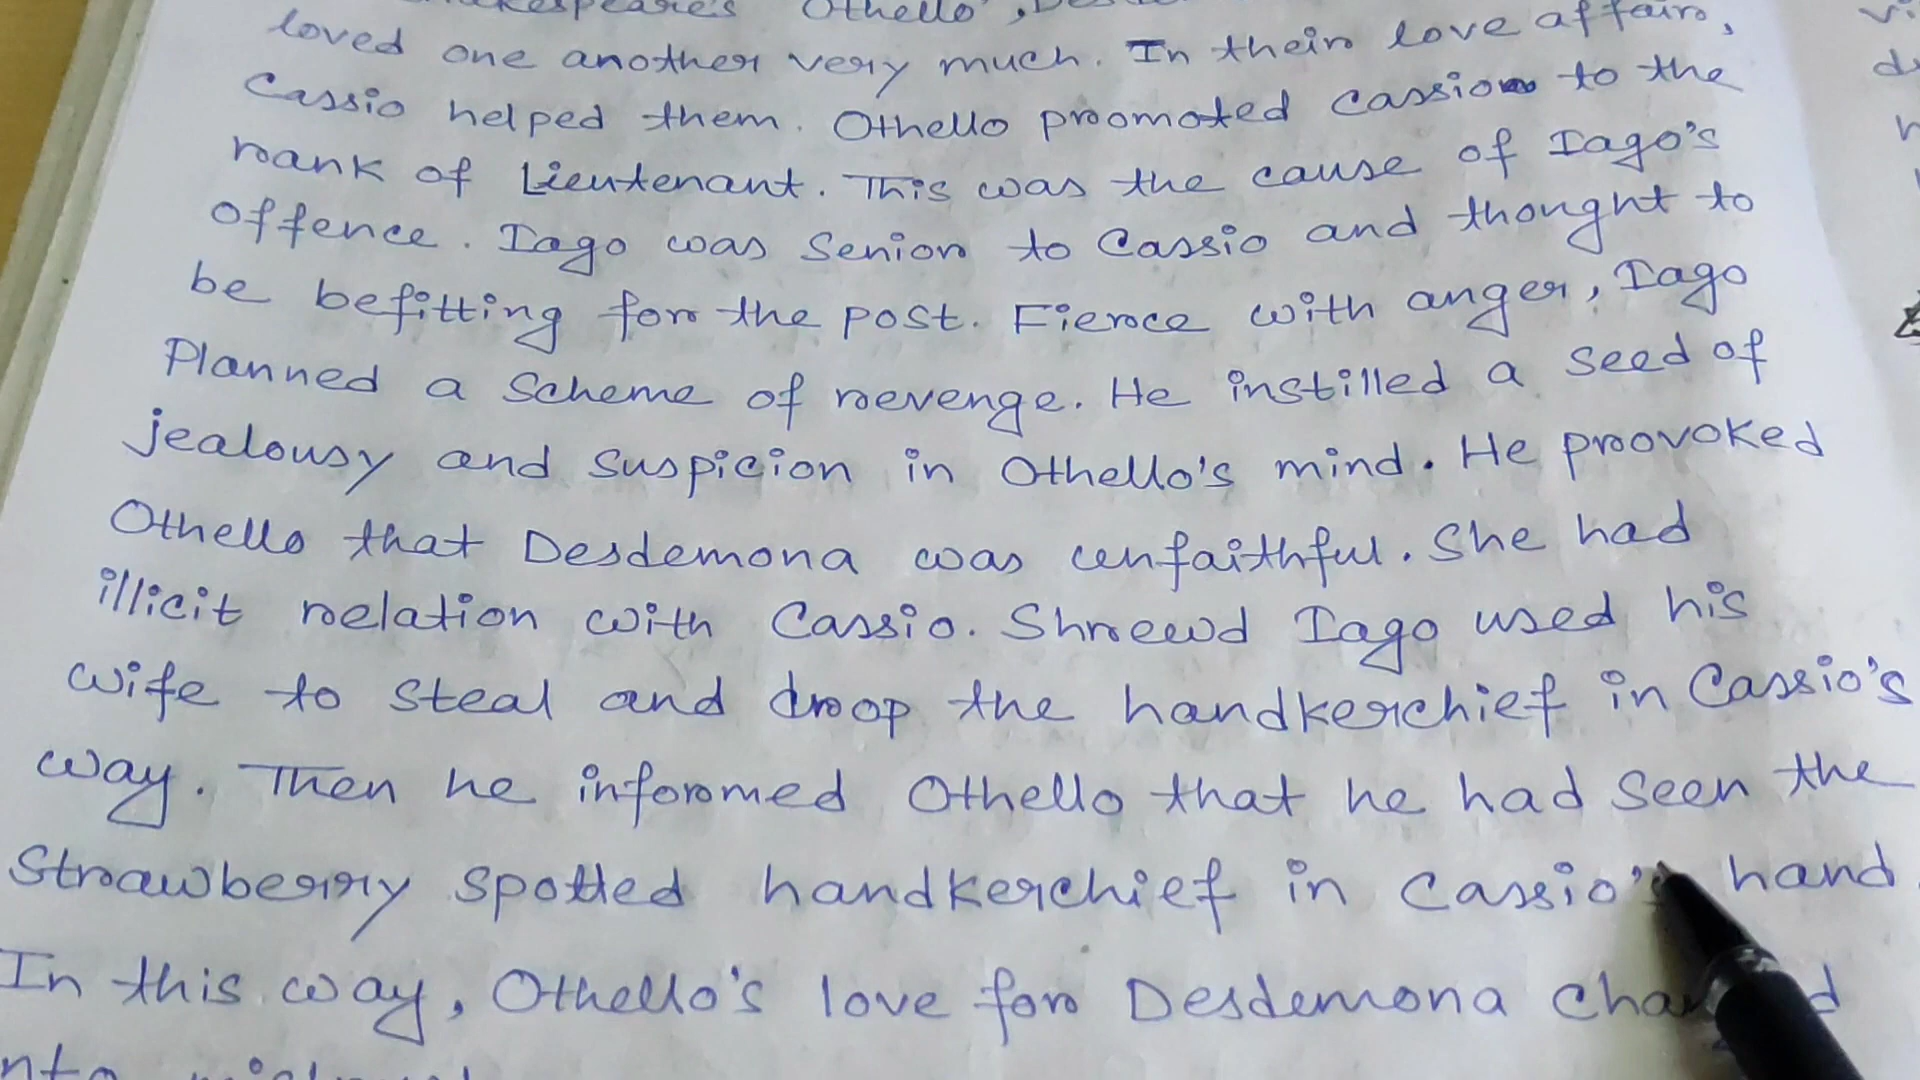 Othello
loved one another very much. In their love affair,
Cassio helped them. Othello promoted Cassio to the
rank of Lieutenant. This was the cause of Iago's
offence. Iago was Senior to Cassio and thought to
be befitting for the post. Fierce with anger, Iago
Planned a Scheme of revenge. He instilled a seed of
jealousy and suspicion in Othello's mind. He provoked
Othello that Desdemona was unfaithful. She had
illicit relation with Cassio. Shrewd Iago used his
wife to steal and drop the handkerchief in Cassio's
way. Then he informed Othello that he had seen the
Strawberry spotted handkerchief in Cassio's hand.
In this way, Othello's love for Desdemona